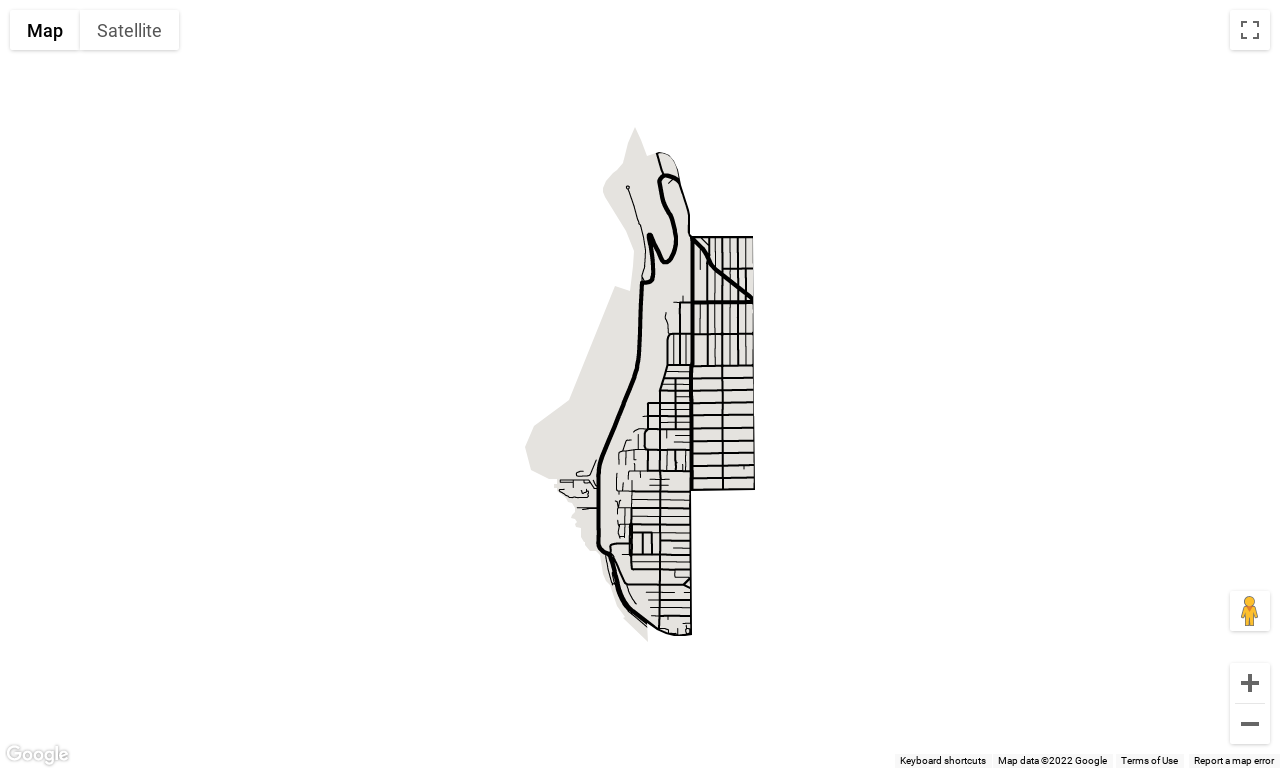 Map
Satellite
Google
Keyboard shortcuts
Map data ©2022 Google
Terms of Use
Report a map error